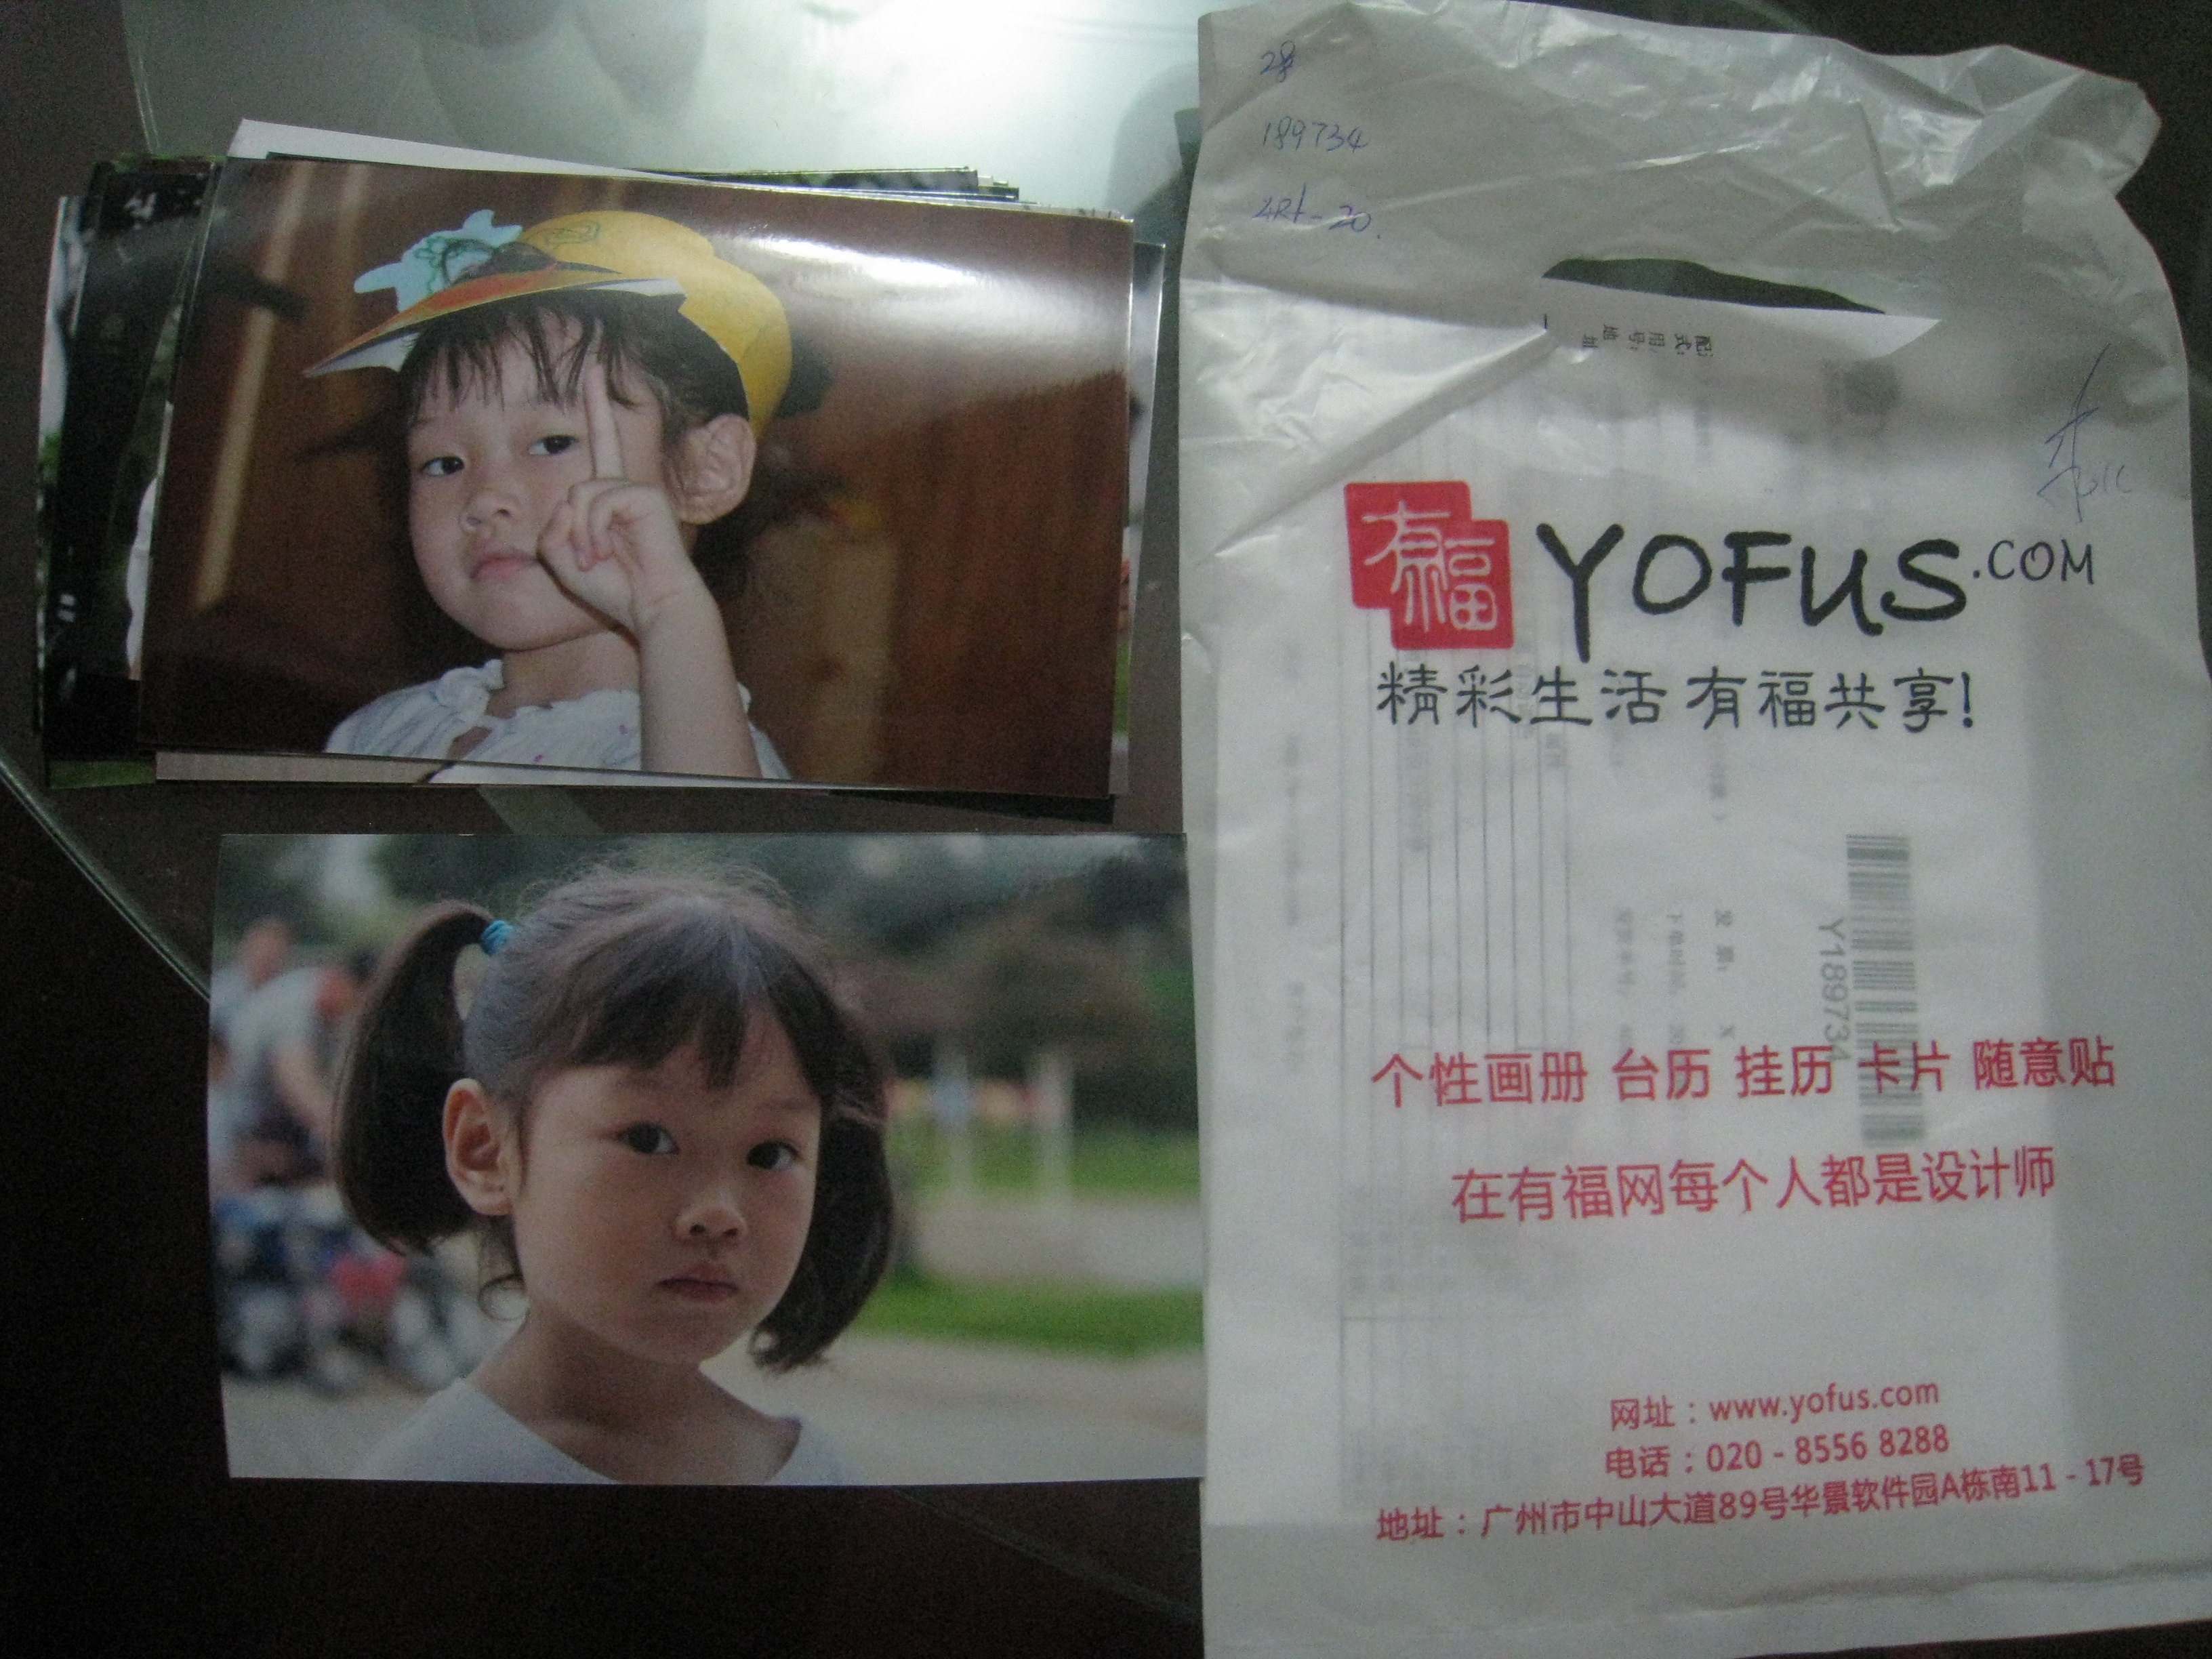 28
189734
4R光-20.
有福
YOFUS.COM
精彩生活 有福共享!
Y189734
个性画册 台历 挂历 卡片 随意贴
在有福网每个人都是设计师
网址：www.yofus.com
电话：020 - 8556 8288
地址：广州市中山大道89号华景软件园A栋南11 - 17号